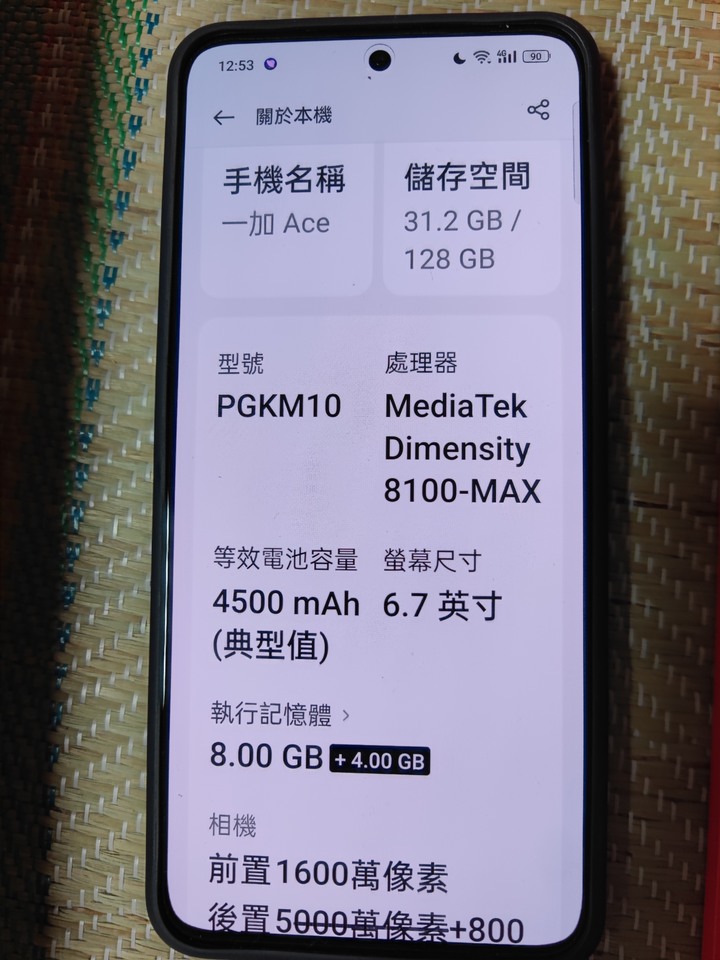 12:53 4G 90
關於本機
手機名稱 儲存空間
一加 Ace 31.2 GB /
128 GB
型號 處理器
PGKM10 MediaTek
Dimensity
8100-MAX
等效電池容量 螢幕尺寸
4500 mAh 6.7 英寸
(典型值)
執行記憶體 ›
8.00 GB + 4.00 GB
相機
前置1600萬像素
後置5000萬像素+800